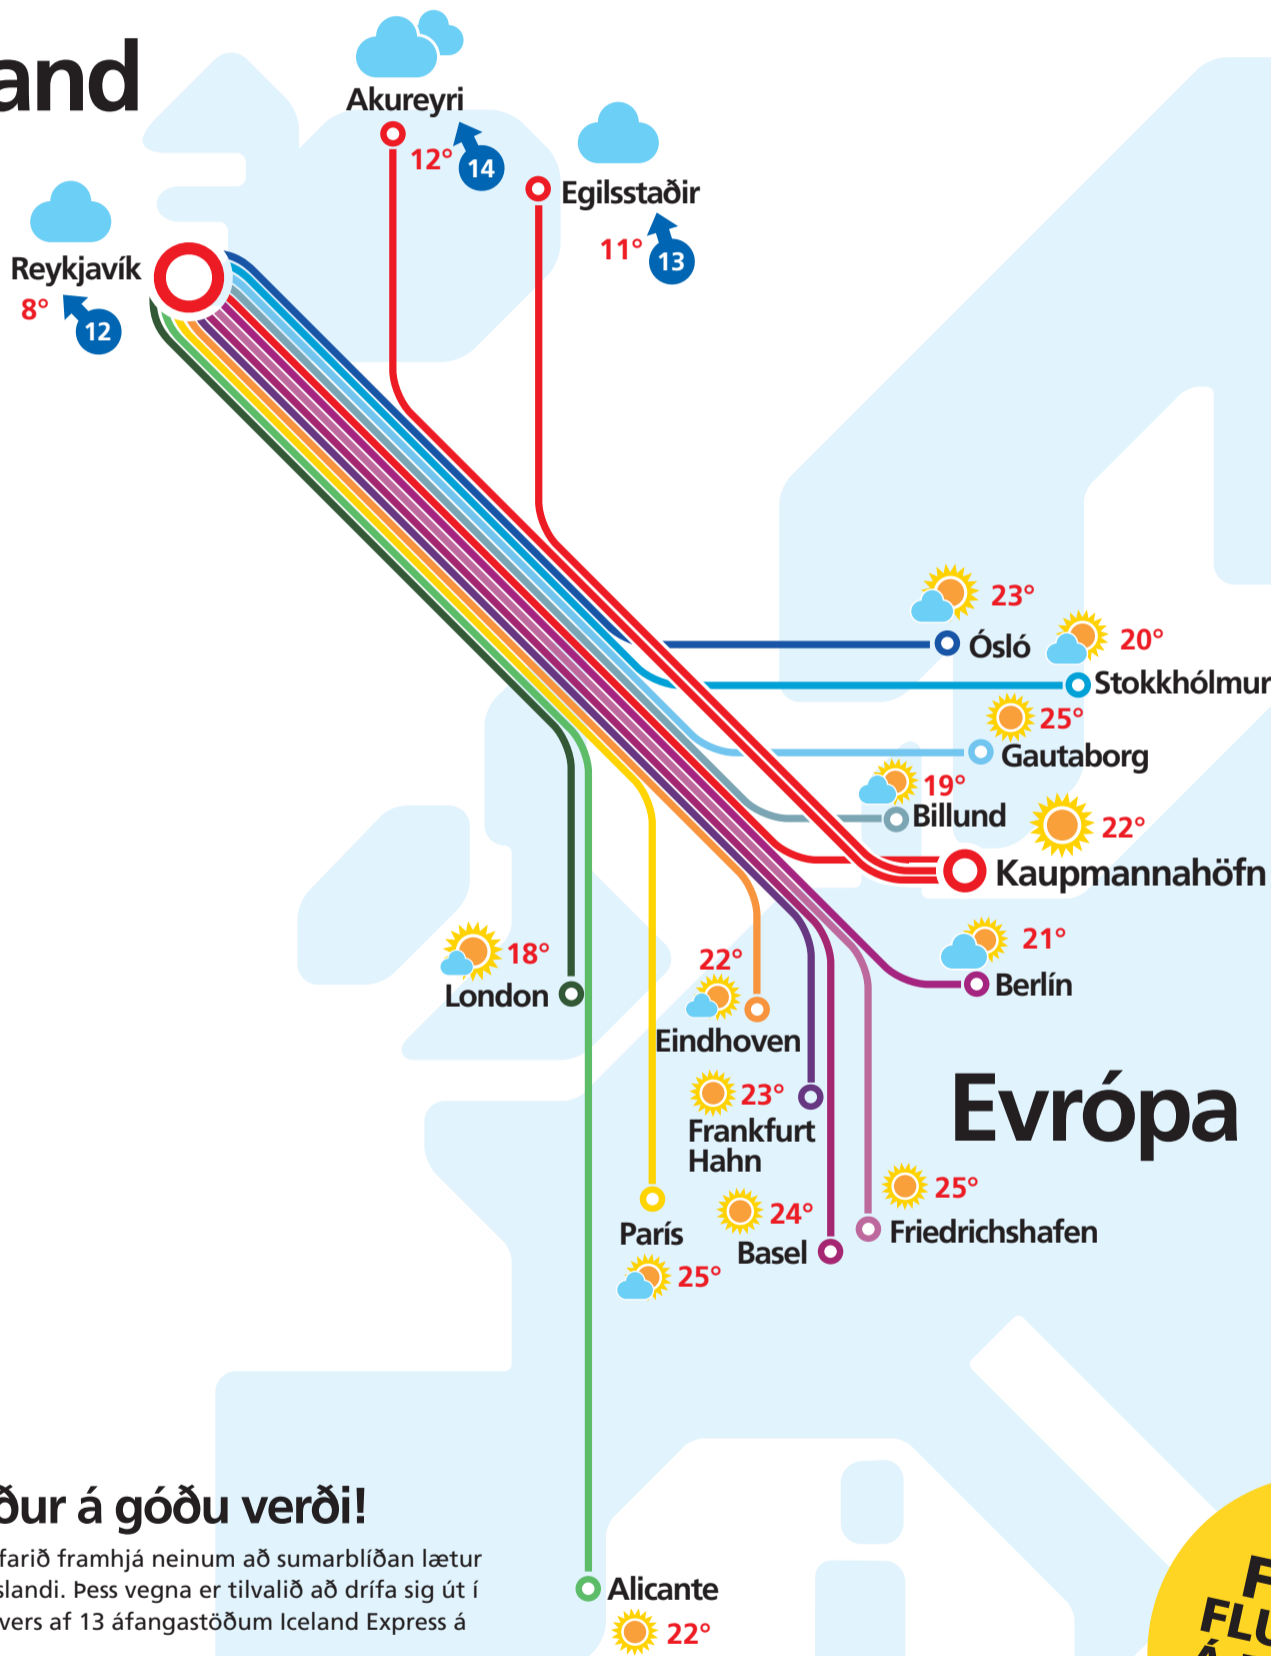 and
Akureyri
12°
14
Egilsstaðir
11°
13
Reykjavík
8°
12
23°
Ósló
20°
Stokkhólmur
25°
Gautaborg
19°
Billund
22°
Kaupmannahöfn
21°
Berlín
18°
London
22°
Eindhoven
Evrópa
23°
Frankfurt
Hahn
25°
Friedrichshafen
24°
Basel
París
25°
ður á góðu verði!
farið framhjá neinum að sumarblíðan lætur
slandi. Þess vegna er tilvalið að drífa sig út í
vers af 13 áfangastöðum Iceland Express á
Alicante
22°
F
FLU